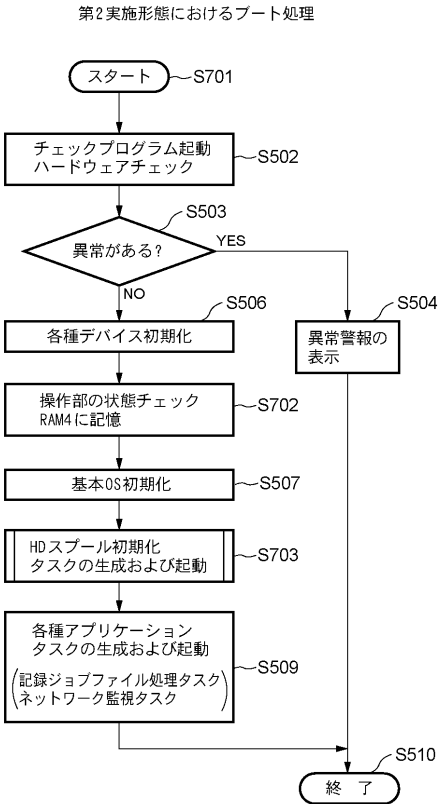 第2実施形態におけるブート処理
スタート
S701
チェックプログラム起動
ハードウェアチェック
S502
S503
異常がある?
YES
NO
S506
各種デバイス初期化
S504
異常警報の
表示
操作部の状態チェック
RAM4に記憶
S702
基本OS初期化
S507
HDスプール初期化
タスクの生成および起動
S703
各種アプリケーション
タスクの生成および起動
(記録ジョブファイル処理タスク
ネットワーク監視タスク)
S509
S510
終 了